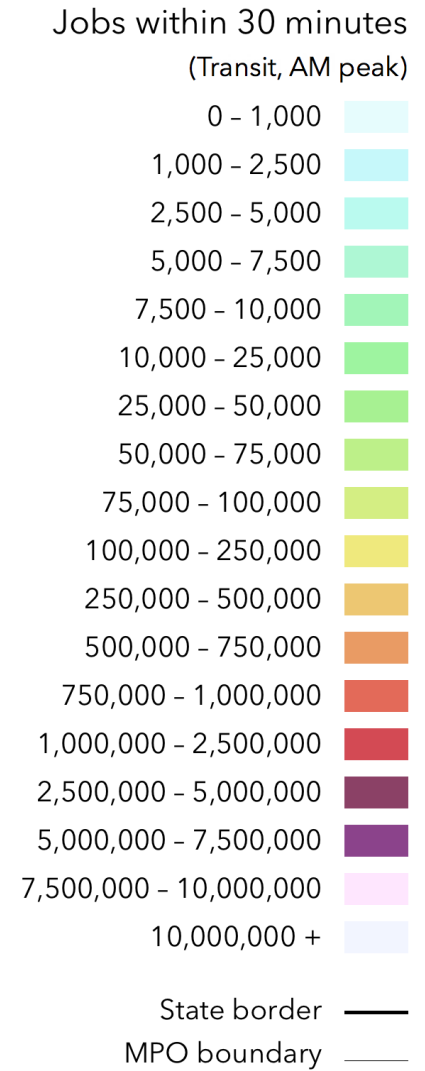 Jobs within 30 minutes
(Transit, AM peak)
0 – 1,000
1,000 – 2,500
2,500 – 5,000
5,000 – 7,500
7,500 – 10,000
10,000 – 25,000
25,000 – 50,000
50,000 – 75,000
75,000 – 100,000
100,000 – 250,000
250,000 – 500,000
500,000 – 750,000
750,000 – 1,000,000
1,000,000 – 2,500,000
2,500,000 – 5,000,000
5,000,000 – 7,500,000
7,500,000 – 10,000,000
10,000,000 +
State border
MPO boundary